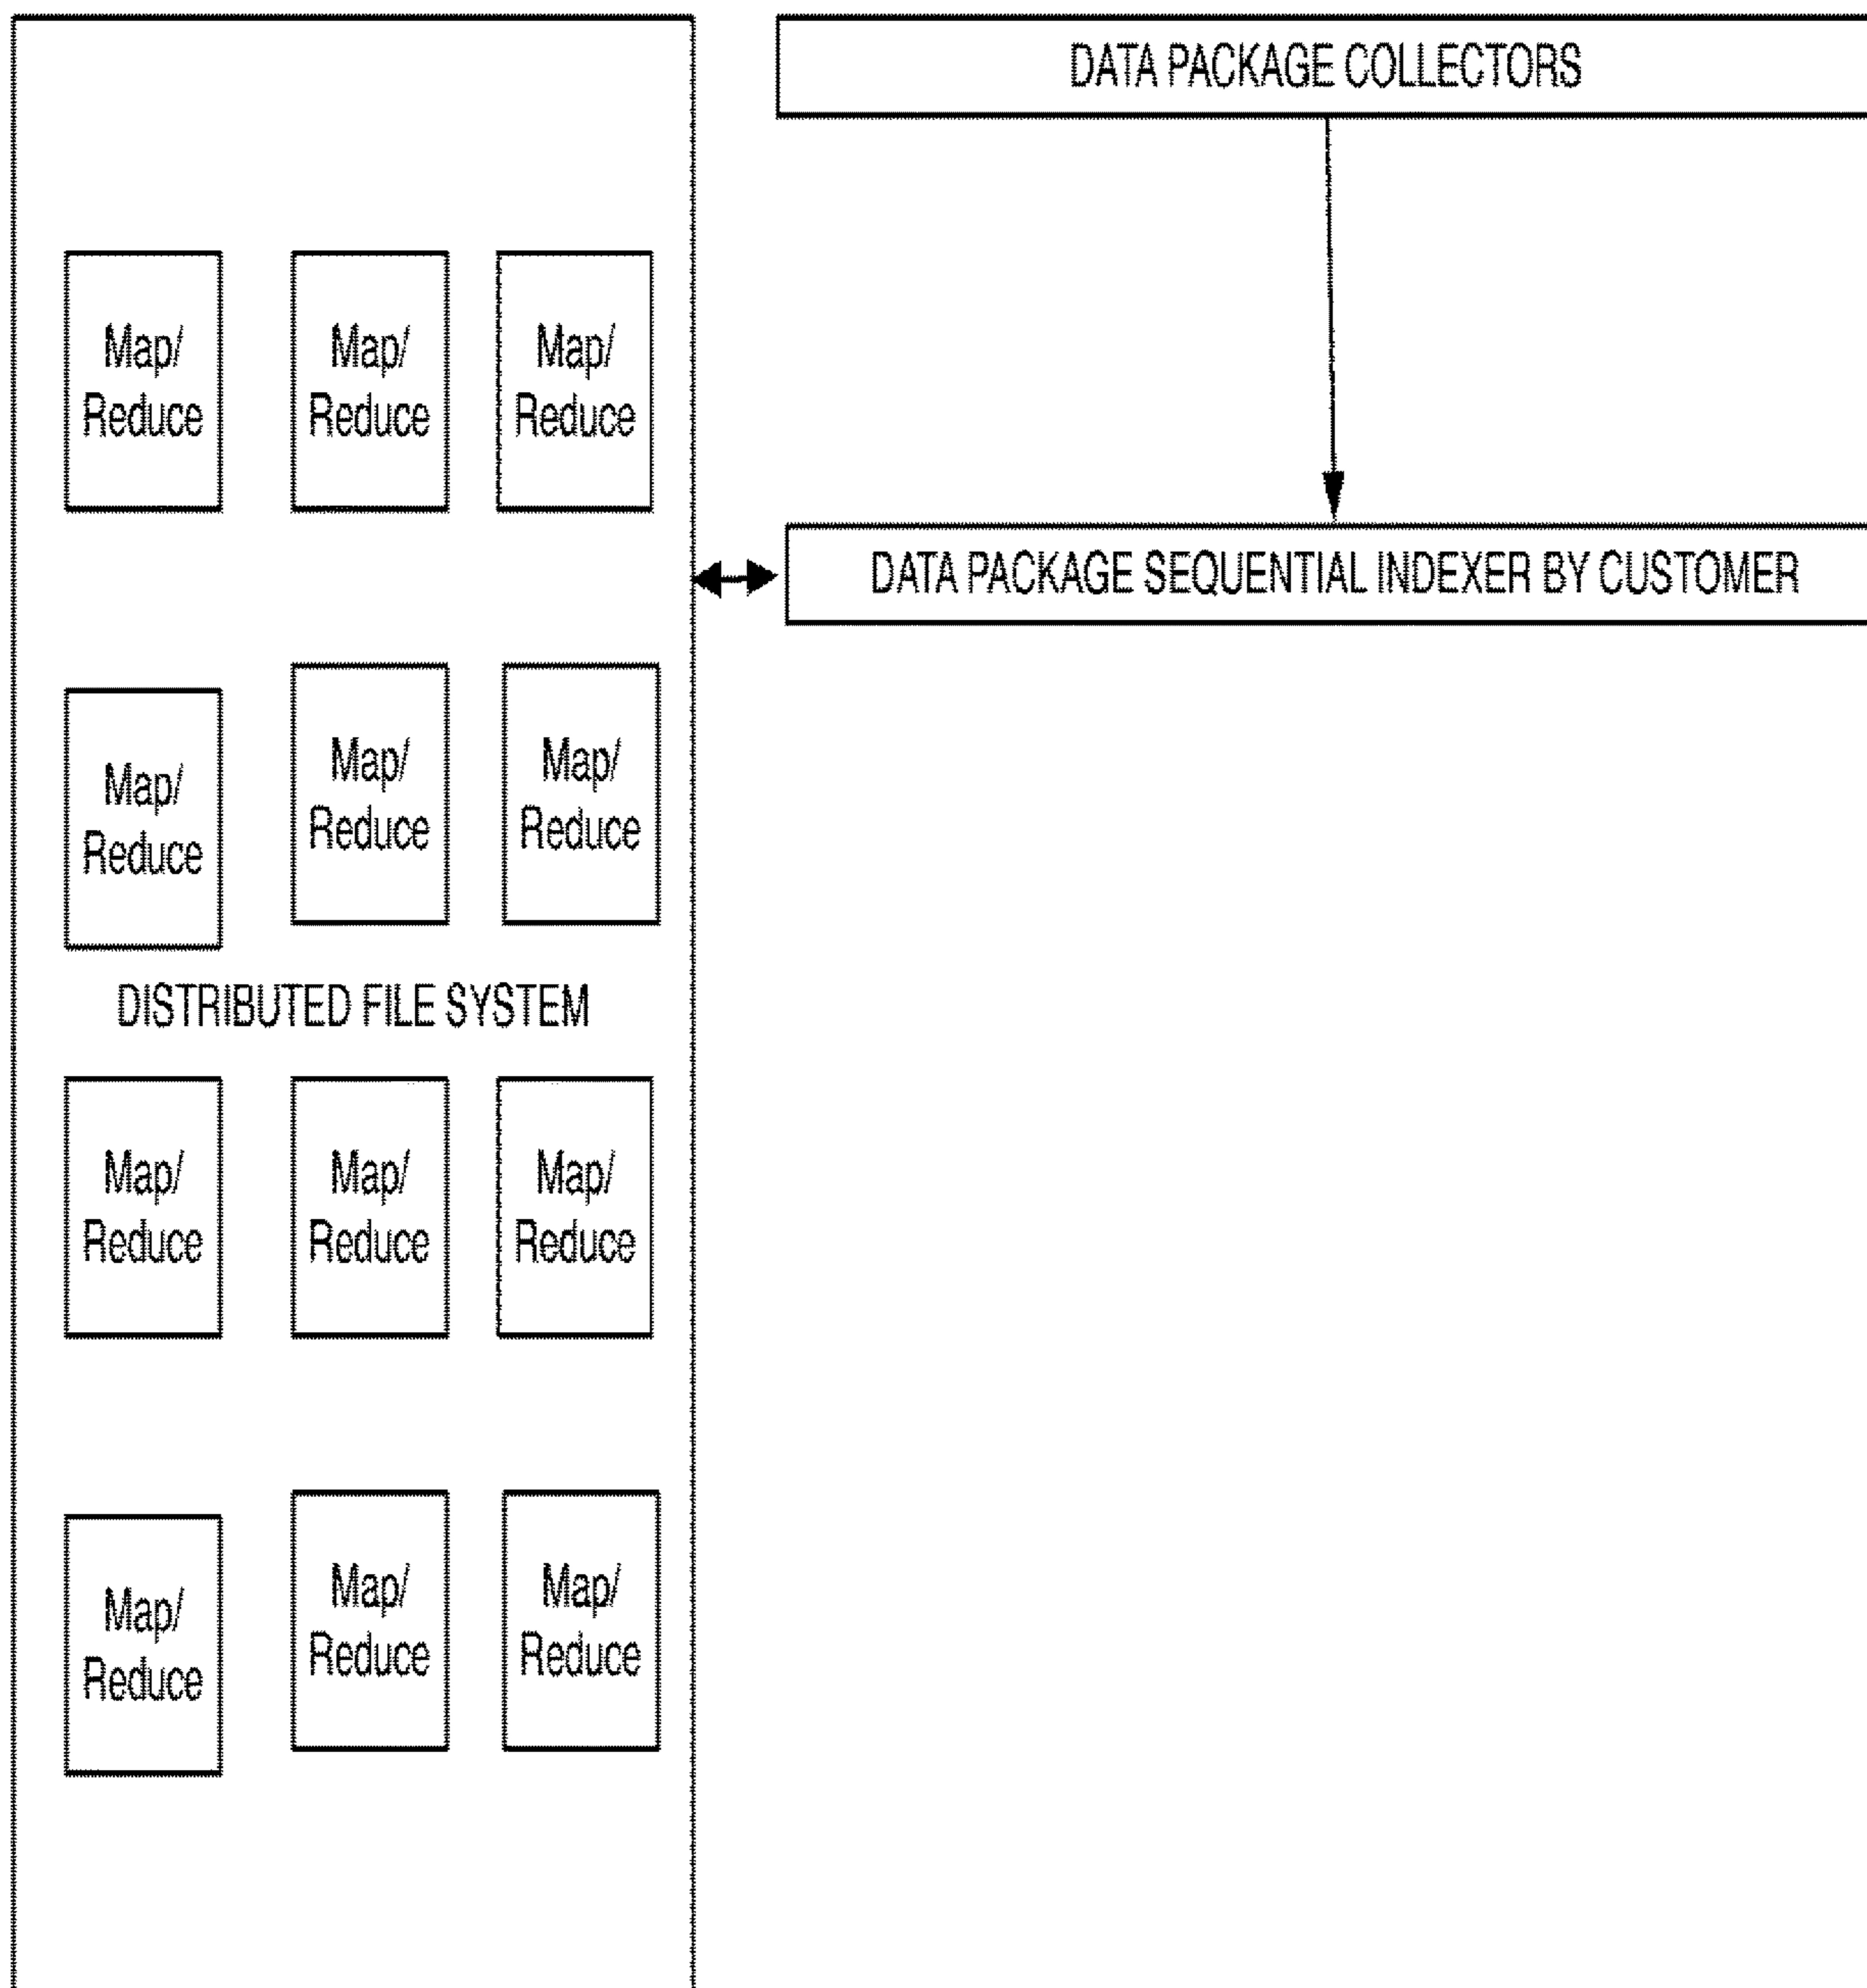 DATA PACKAGE COLLECTORS
Map/
Reduce
Map/
Reduce
Map/
Reduce
DATA PACKAGE SEQUENTIAL INDEXER BY CUSTOMER
Map/
Reduce
Map/
Reduce
Map/
Reduce
DISTRIBUTED FILE SYSTEM
Map/
Reduce
Map/
Reduce
Map/
Reduce
Map/
Reduce
Map/
Reduce
Map/
Reduce